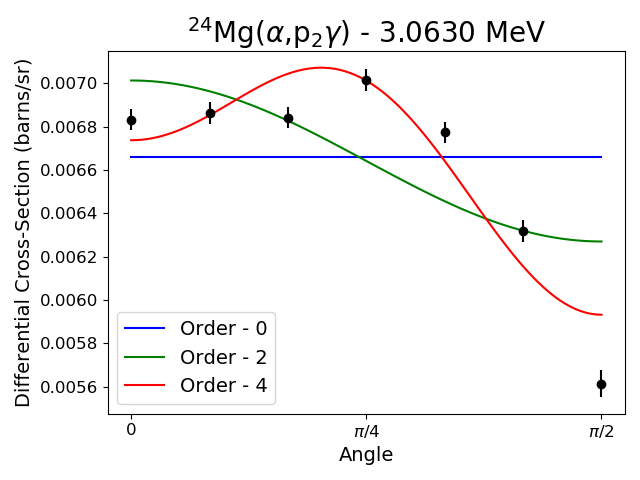 ²⁴Mg(α,p₂γ) - 3.0630 MeV
Differential Cross-Section (barns/sr)
0.0070
0.0068
0.0066
0.0064
0.0062
0.0060
0.0058
0.0056
Order - 0
Order - 2
Order - 4
0 π/4 π/2
Angle